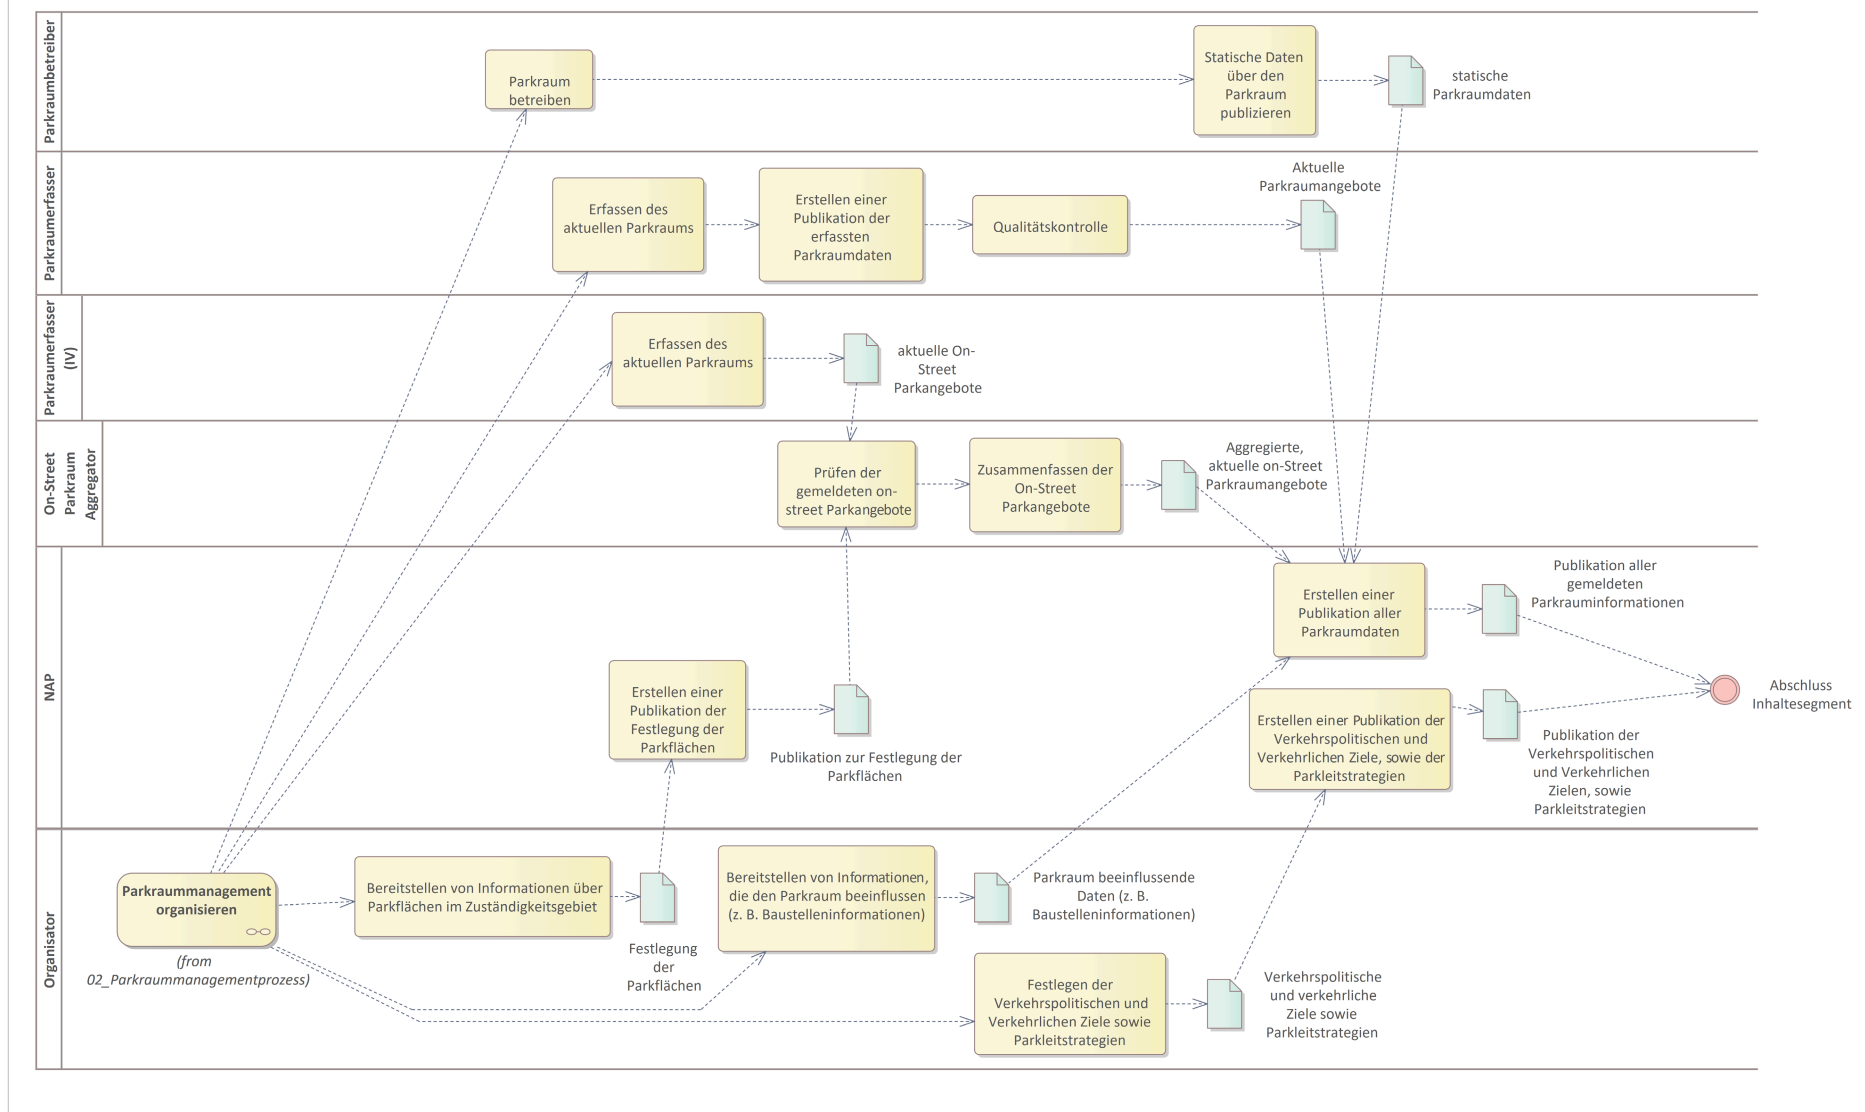 Parkraumbetreiber
Parkraum
betreiben
Statische Daten
über den
Parkraum
publizieren
statische
Parkraumdaten
Parkraumerfasser
Erfassen des
aktuellen Parkraums
Erstellen einer
Publikation der
erfassten
Parkraumdaten
Qualitätskontrolle
Aktuelle
Parkraumangebote
Parkraumerfasser
(IV)
Erfassen des
aktuellen Parkraums
aktuelle On-
Street
Parkangebote
On-Street
Parkraum
Aggregator
Prüfen der
gemeldeten on-
street Parkangebote
Zusammenfassen der
On-Street
Parkangebote
Aggregierte,
aktuelle on-Street
Parkraumangebote
NAP
Erstellen einer
Publikation der
Festlegung der
Parkflächen
Publikation zur Festlegung der
Parkflächen
Erstellen einer
Publikation aller
Parkraumdaten
Publikation aller
gemeldeten
Parkrauminformationen
Erstellen einer Publikation der
Verkehrspolitischen und
Verkehrlichen Ziele, sowie der
Parkleitstrategien
Publikation der
Verkehrspolitischen
und Verkehrlichen
Zielen, sowie
Parkleitstrategien
Abschluss
Inhaltesegment
Organisator
Parkraummanagement
organisieren
(from
02_Parkraummanagementprozess)
Bereitstellen von Informationen über
Parkflächen im Zuständigkeitsgebiet
Festlegung
der
Parkflächen
Bereitstellen von Informationen,
die den Parkraum beeinflussen
(z. B. Baustelleninformationen)
Parkraum beeinflussende
Daten (z. B.
Baustelleninformationen)
Festlegen der
Verkehrspolitischen und
Verkehrlichen Ziele sowie
Parkleitstrategien
Verkehrspolitische
und verkehrliche
Ziele sowie
Parkleitstrategien